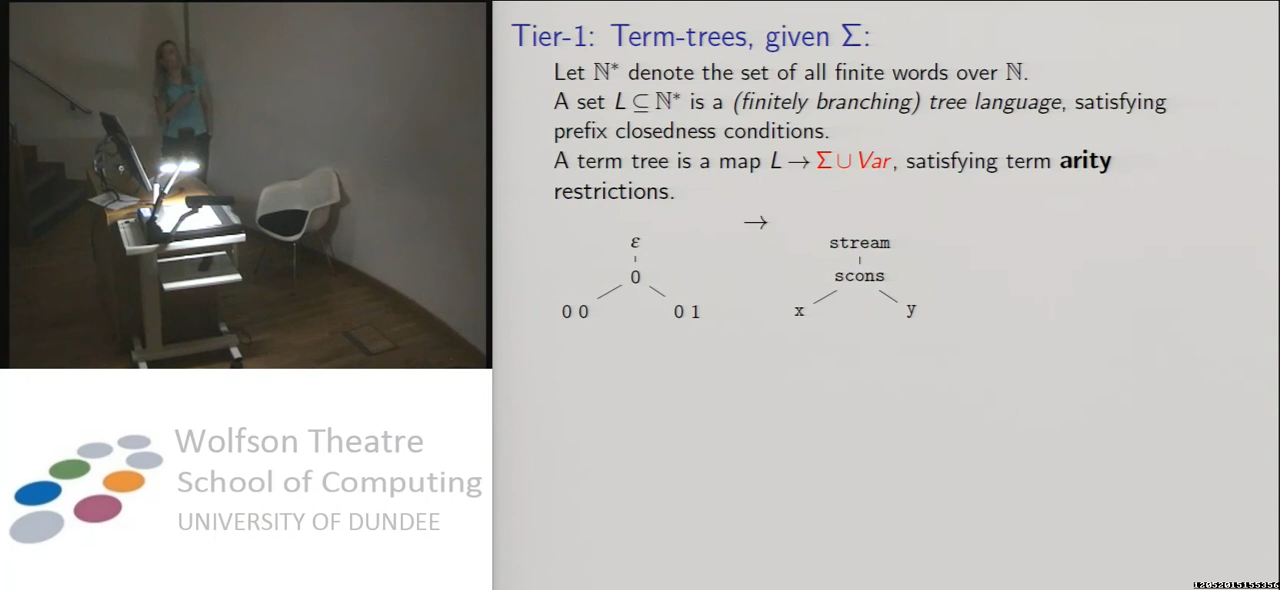 Tier-1: Term-trees, given Σ:
Let ℕ* denote the set of all finite words over ℕ.
A set L ⊆ ℕ* is a (finitely branching) tree language, satisfying
prefix closedness conditions.
A term tree is a map L → Σ ∪ Var, satisfying term arity
restrictions.
→
ε
0
0 0
0 1
stream
scons
x
y
Wolfson Theatre
School of Computing
UNIVERSITY OF DUNDEE